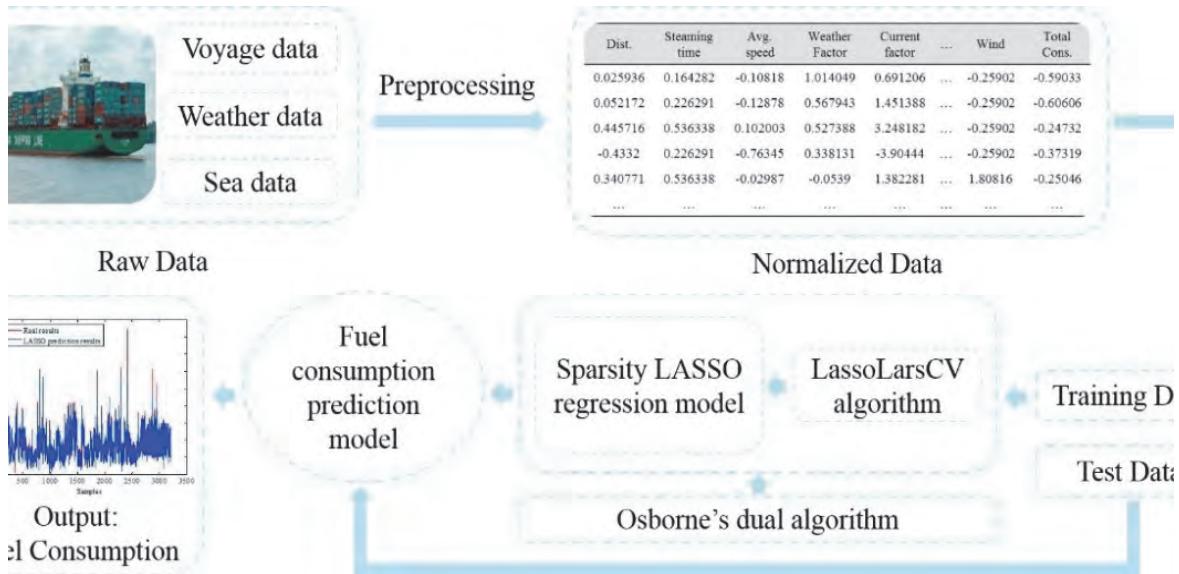 Voyage data
Weather data
Sea data
Raw Data
Preprocessing
Dist. Steaming time Avg. speed Weather Factor Current factor ... Wind Total Cons.
0.025936 0.164282 -0.10818 1.014049 0.691206 ... -0.25902 -0.59033
0.052172 0.226291 -0.12878 0.567943 1.451388 ... -0.25902 -0.60606
0.445716 0.536338 0.102003 0.527388 3.248182 ... -0.25902 -0.24732
-0.4332 0.226291 -0.76345 0.338131 -3.90444 ... -0.25902 -0.37319
0.340771 0.536338 -0.02987 -0.0539 1.382281 ... 1.80816 -0.25046
... ... ... ... ... ... ... ...
Normalized Data
Real results
LASSO prediction results
500 1000 1500 2000 2500 3000 3500
Samples
Output:
el Consumption
Fuel
consumption
prediction
model
Sparsity LASSO
regression model
LassoLarsCV
algorithm
Osborne's dual algorithm
Training D
Test Data